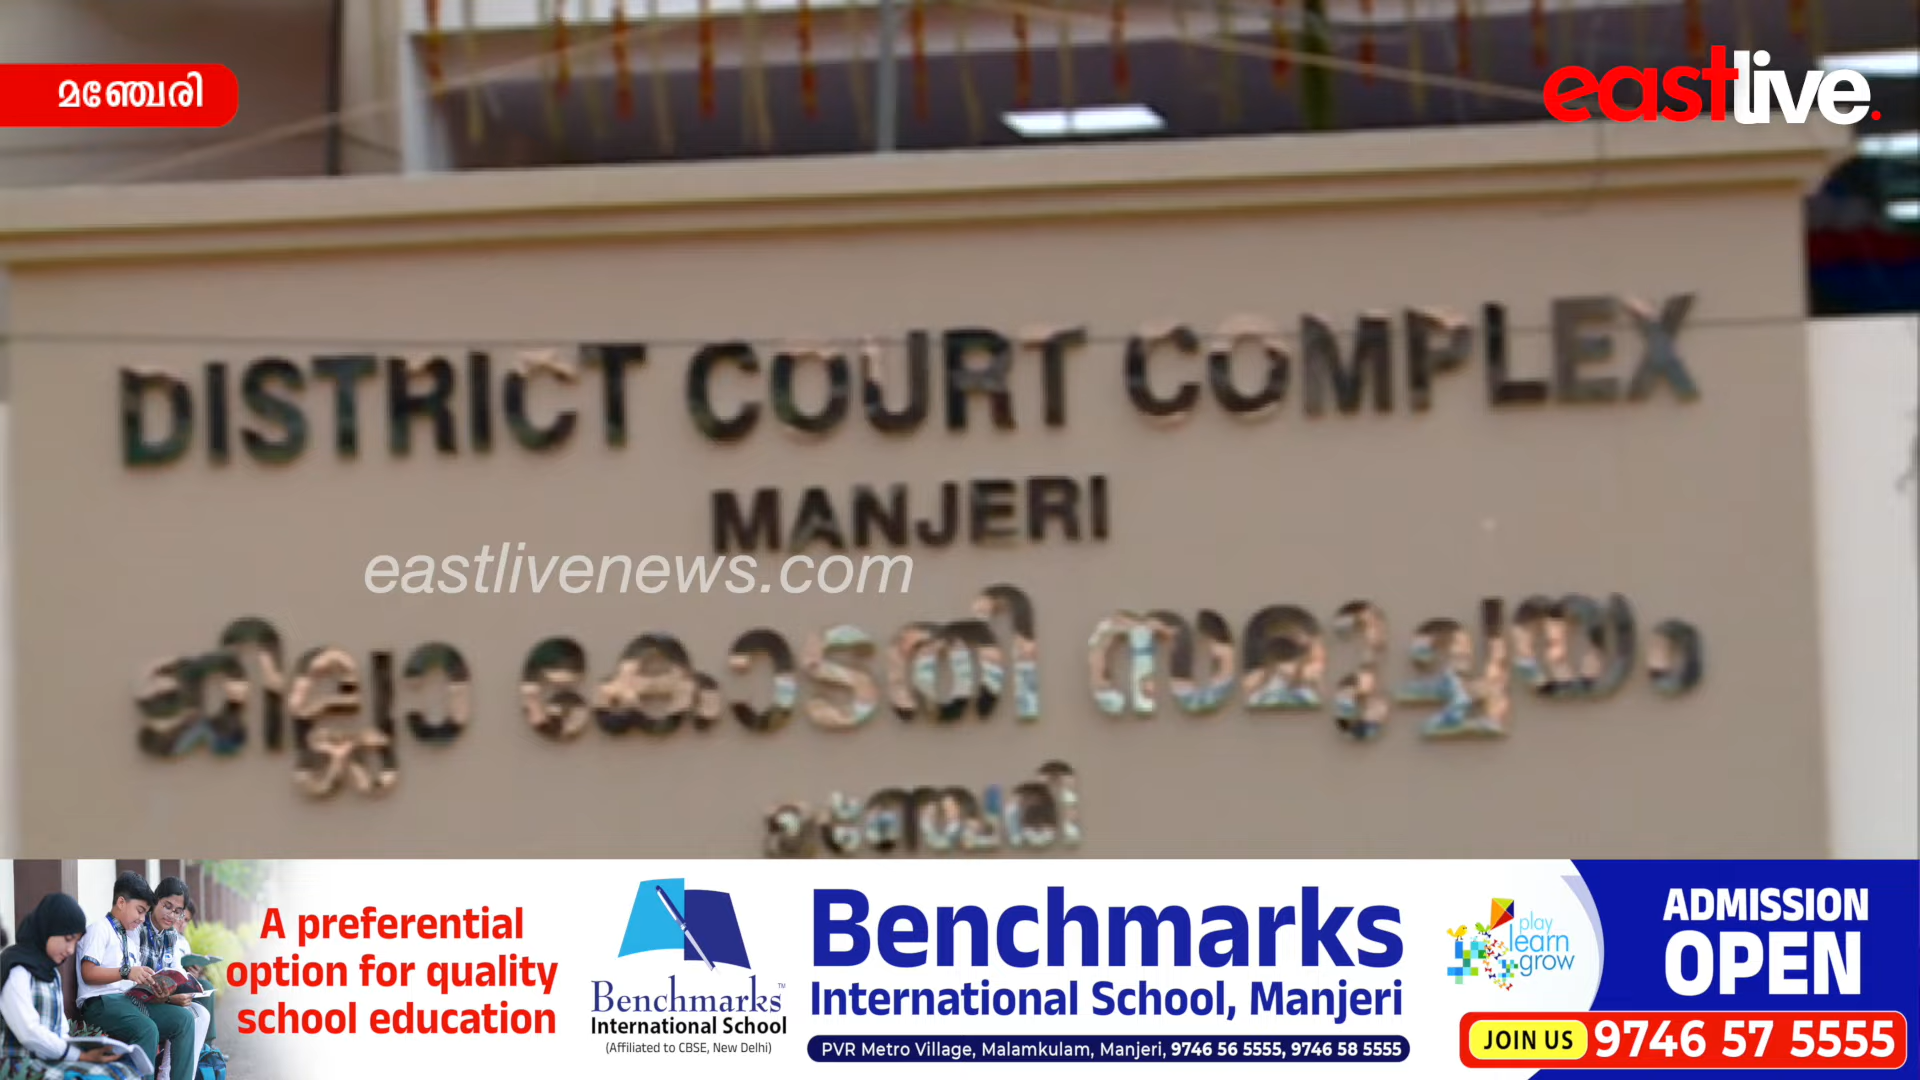 മഞ്ചേരി
eastlive.
DISTRICT COURT COMPLEX
MANJERI
eastlivenews.com
ജില്ലാ കോടതി സമുച്ചയം
മഞ്ചേരി
A preferential
option for quality
school education
Benchmarks™
International School
(Affiliated to CBSE, New Delhi)
Benchmarks
International School, Manjeri
PVR Metro Village, Malamkulam, Manjeri, 9746 56 5555, 9746 58 5555
play
learn
grow
ADMISSION
OPEN
JOIN US 9746 57 5555